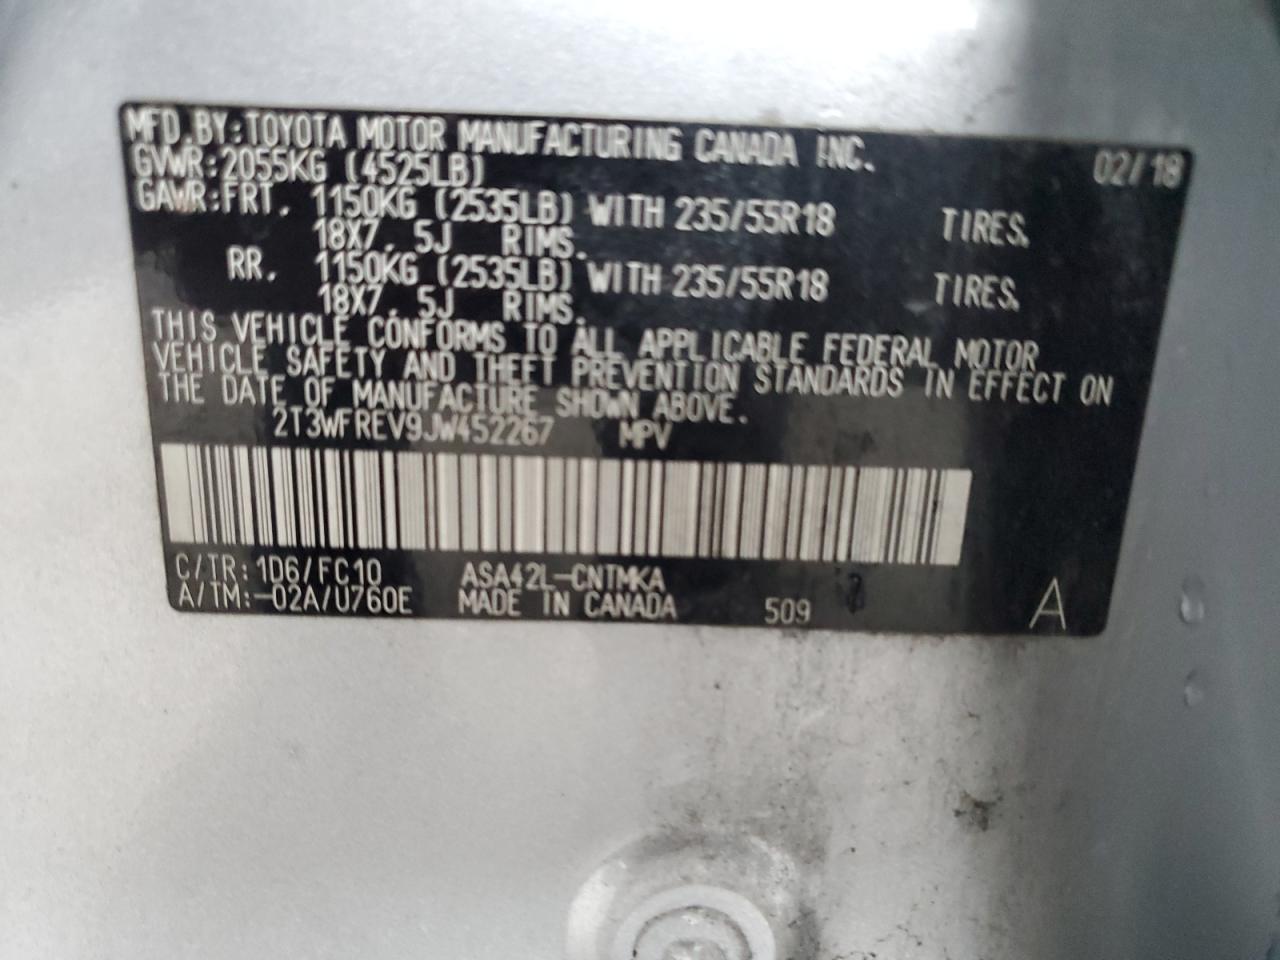 MFD.BY:TOYOTA MOTOR MANUFACTURING CANADA INC. 02/18
GVWR:2055KG (4525LB)
GAWR:FRT. 1150KG (2535LB) WITH 235/55R18 TIRES,
18X7.5J RIMS.
RR. 1150KG (2535LB) WITH 235/55R18 TIRES,
18X7.5J RIMS.
THIS VEHICLE CONFORMS TO ALL APPLICABLE FEDERAL MOTOR
VEHICLE SAFETY AND THEFT PREVENTION STANDARDS IN EFFECT ON
THE DATE OF MANUFACTURE SHOWN ABOVE.
2T3WFREV9JW452267 MPV
C/TR:1D6/FC10 ASA42L-CNTMKA
A/TM:-02A/U760E MADE IN CANADA 509 A